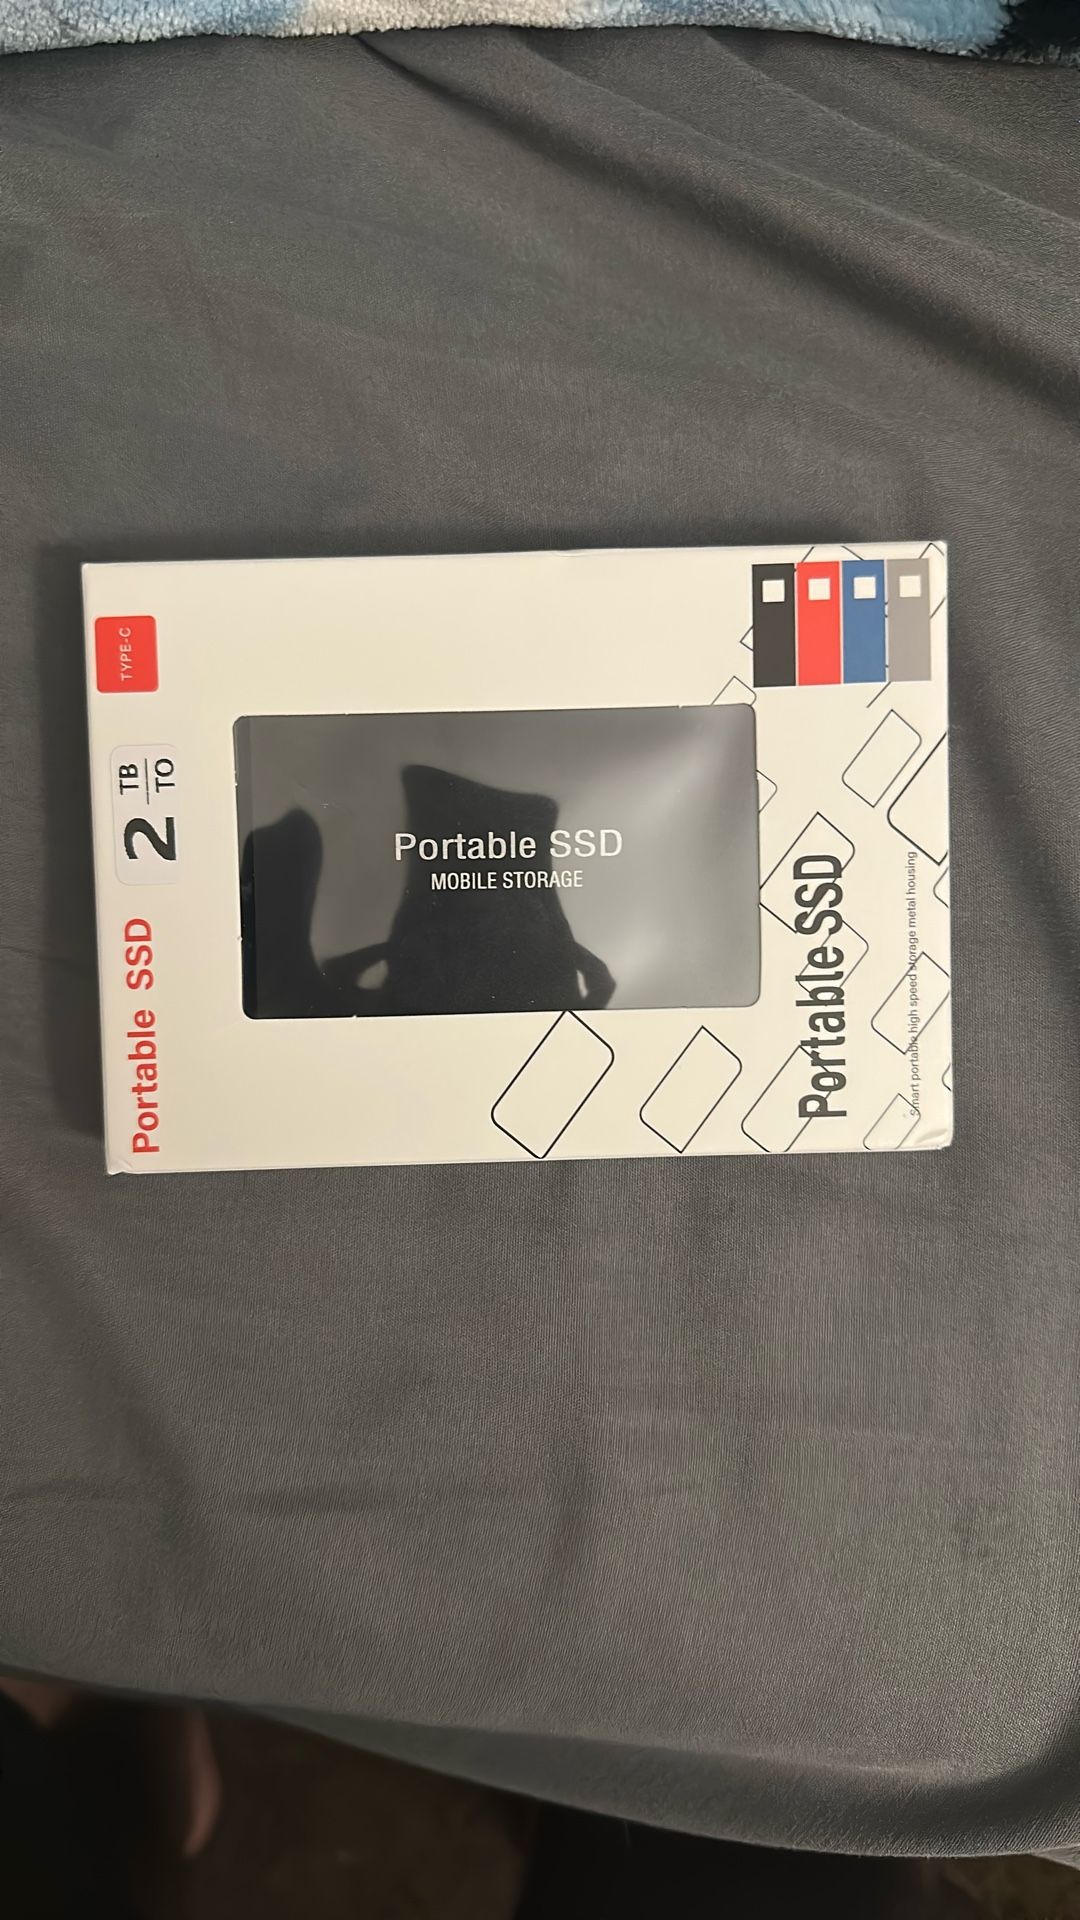 Portable SSD
2 TB
TO
TYPE-C
Portable SSD
MOBILE STORAGE
Portable SSD
Smart portable high speed storage metal housing